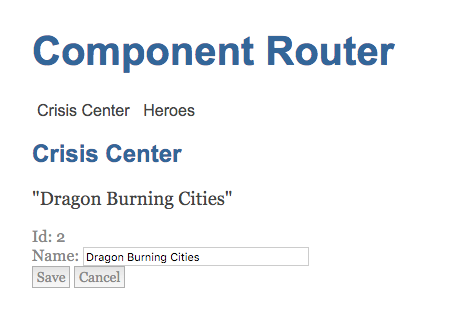 Component Router
Crisis Center Heroes
Crisis Center
"Dragon Burning Cities"
Id: 2
Name: Dragon Burning Cities
Save Cancel